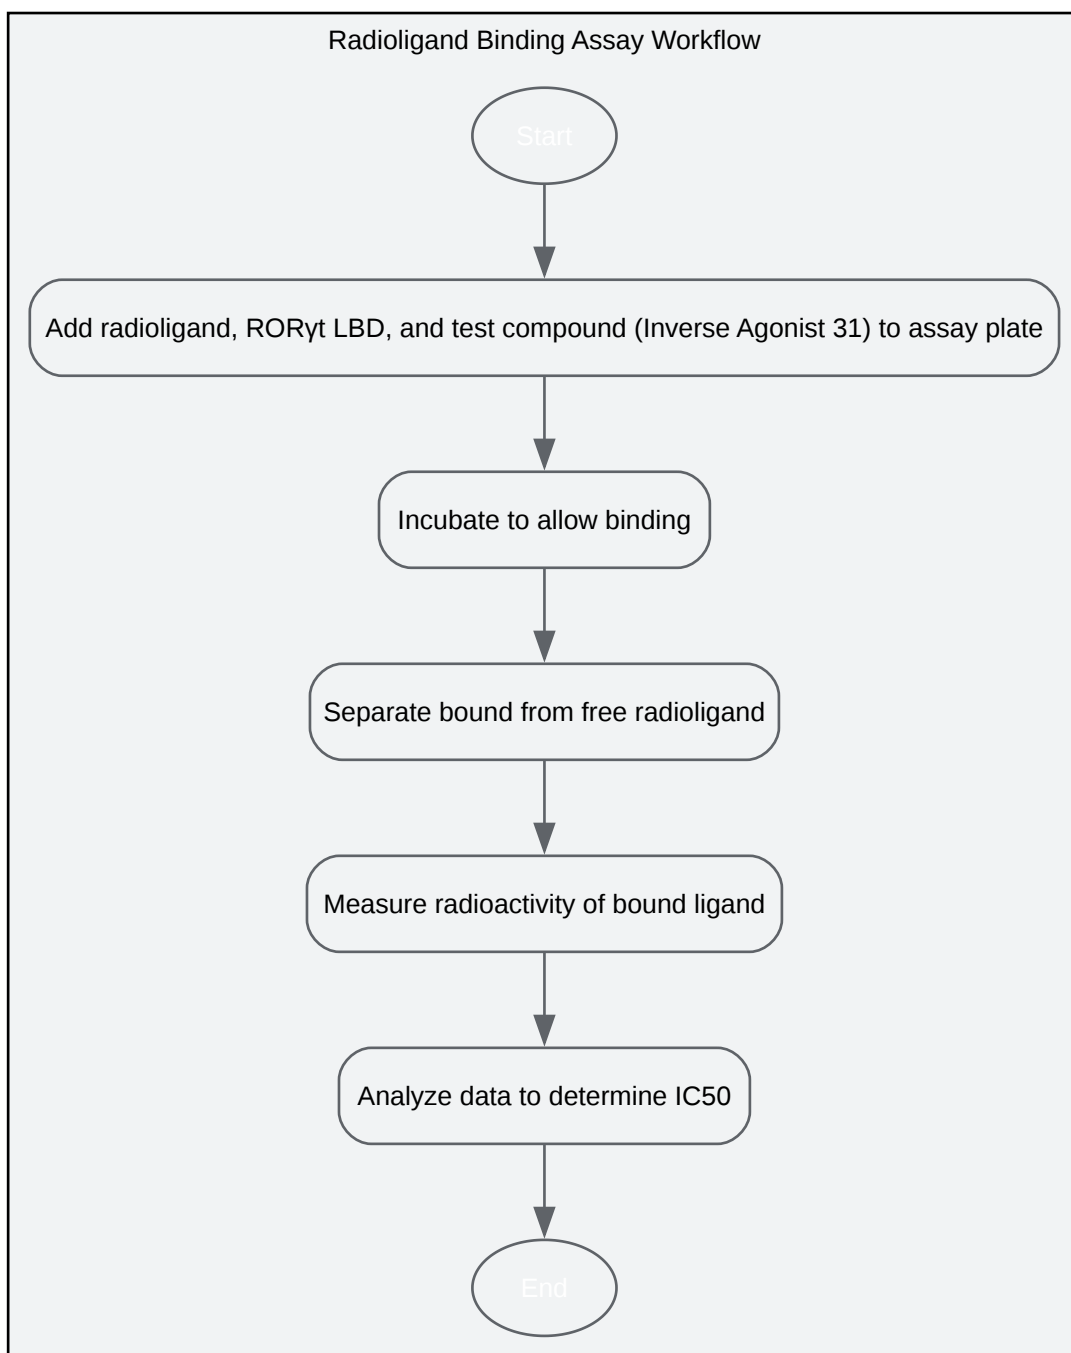 Radioligand Binding Assay Workflow
Start
Add radioligand, RORγt LBD, and test compound (Inverse Agonist 31) to assay plate
Incubate to allow binding
Separate bound from free radioligand
Measure radioactivity of bound ligand
Analyze data to determine IC50
End